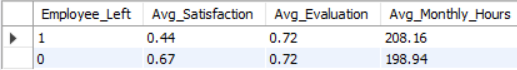 Employee_Left Avg_Satisfaction Avg_Evaluation Avg_Monthly_Hours
1 0.44 0.72 208.16
0 0.67 0.72 198.94